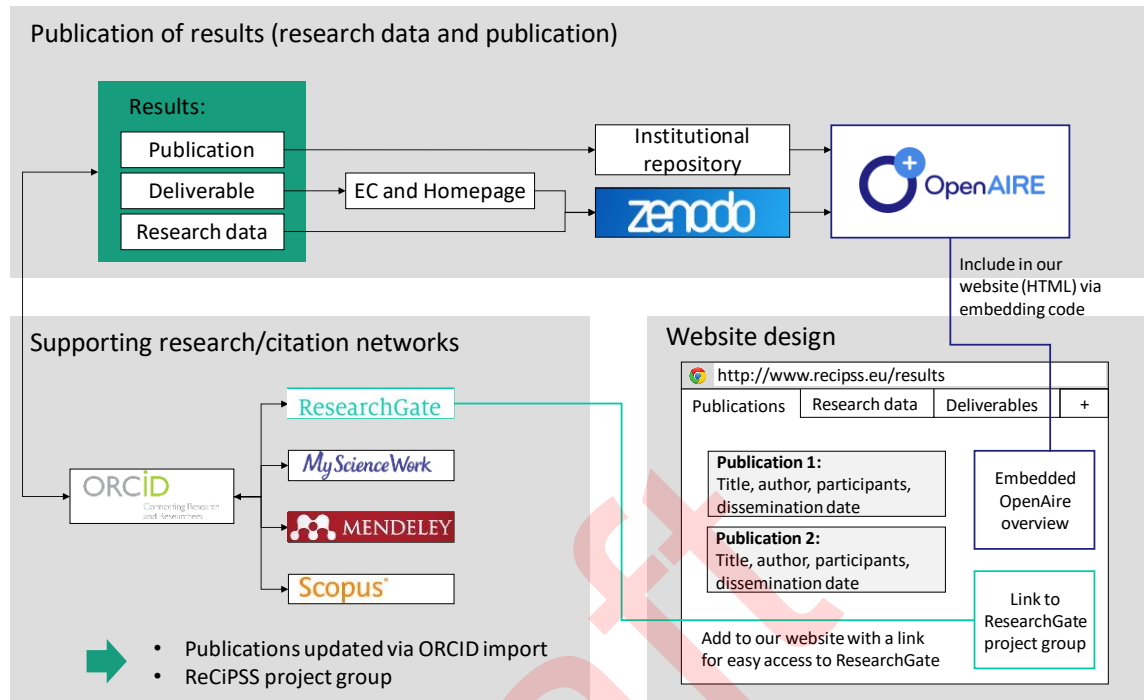 Publication of results (research data and publication)
Results:
Publication
Deliverable
Research data
EC and Homepage
Institutional
repository
zenodo
OpenAIRE
Include in our
website (HTML) via
embedding code
Supporting research/citation networks
ORCID
Connecting Research
and Researchers
ResearchGate
MyScienceWork
MENDELEY
Scopus®
• Publications updated via ORCID import
• ReCiPSS project group
Website design
http://www.recipss.eu/results
Publications Research data Deliverables +
Publication 1:
Title, author, participants,
dissemination date
Publication 2:
Title, author, participants,
dissemination date
Embedded
OpenAire
overview
Link to
ResearchGate
project group
Add to our website with a link
for easy access to ResearchGate